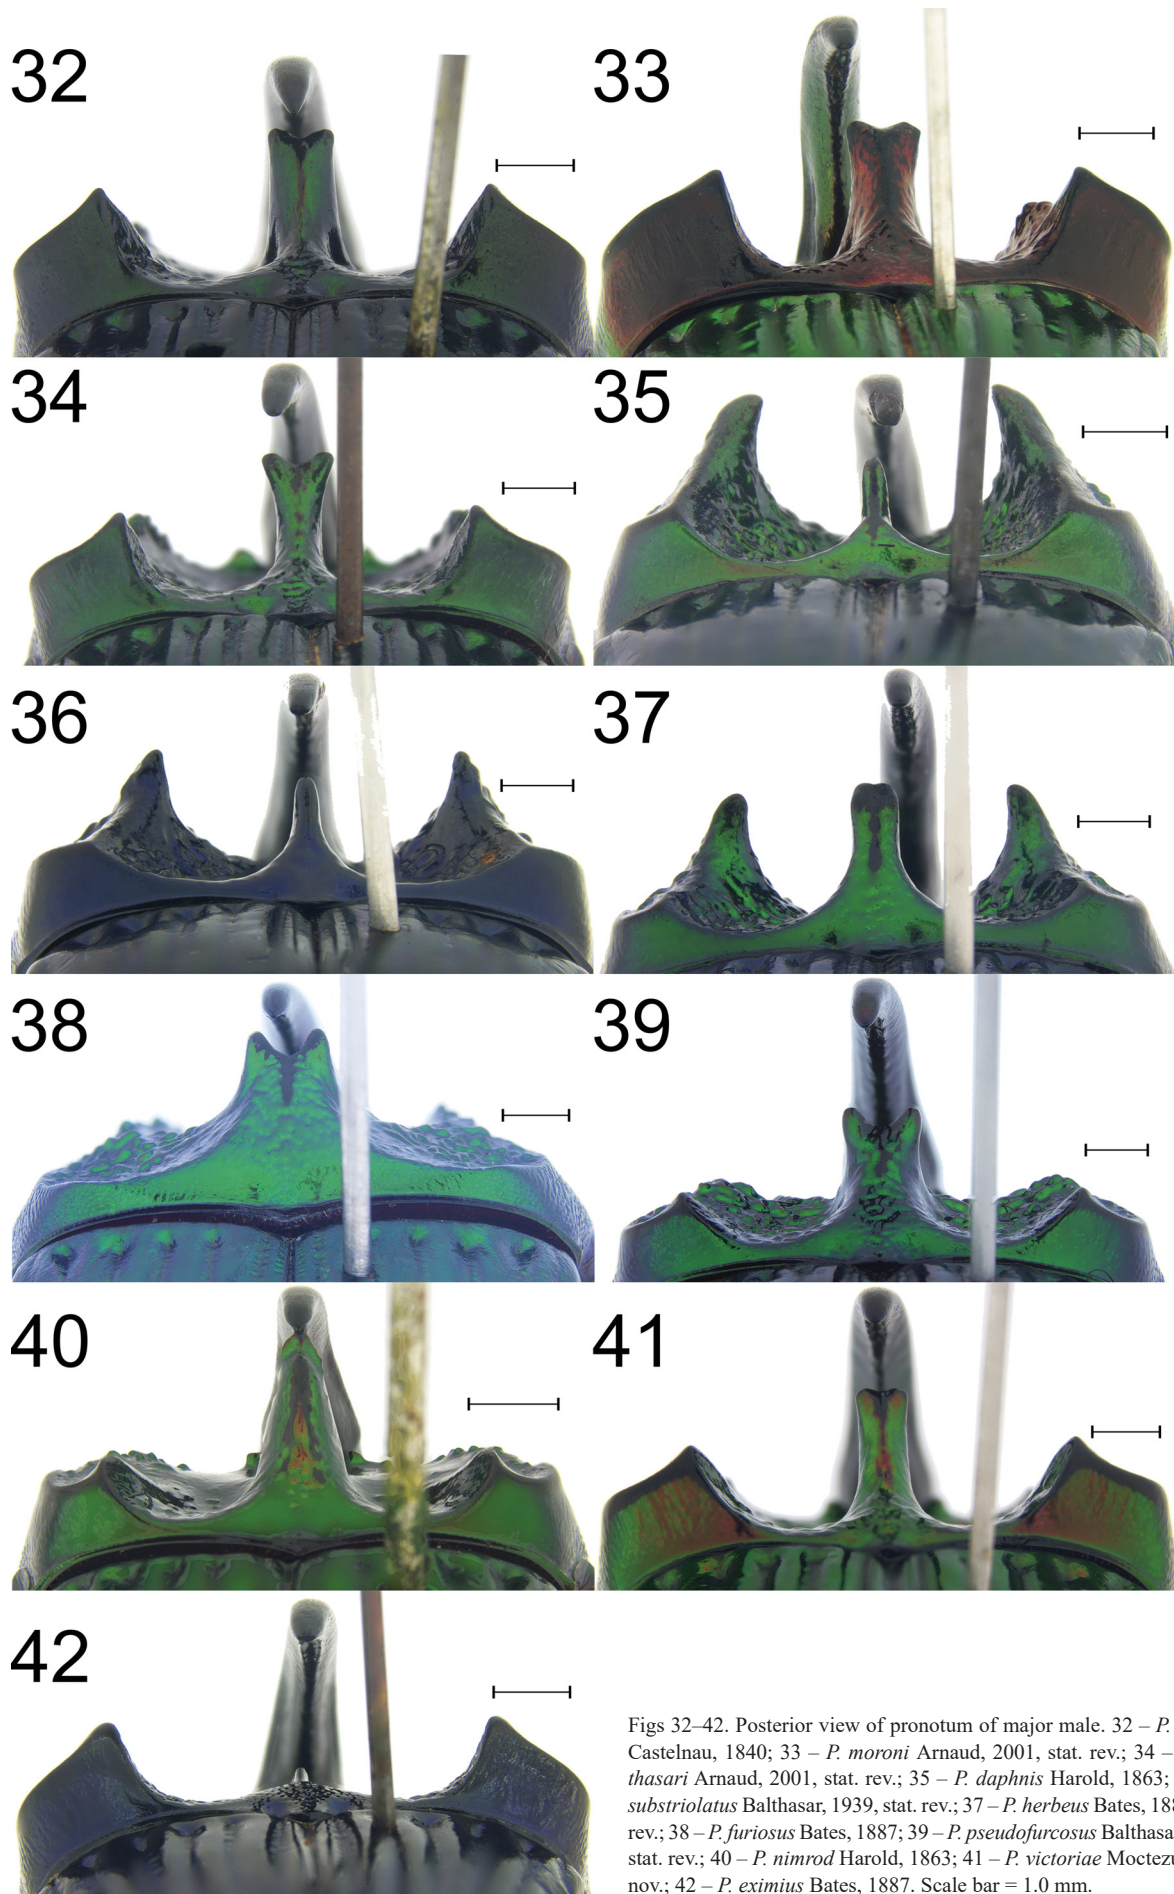 32
33
34
35
36
37
38
39
40
41
42
Figs 32–42. Posterior view of pronotum of major male. 32 – P.
Castelnau, 1840; 33 – P. moroni Arnaud, 2001, stat. rev.; 34 –
thasari Arnaud, 2001, stat. rev.; 35 – P. daphnis Harold, 1863;
substriolatus Balthasar, 1939, stat. rev.; 37 – P. herbeus Bates, 188
rev.; 38 – P. furiosus Bates, 1887; 39 – P. pseudofurcosus Balthasa
stat. rev.; 40 – P. nimrod Harold, 1863; 41 – P. victoriae Moctezu
nov.; 42 – P. eximius Bates, 1887. Scale bar = 1.0 mm.